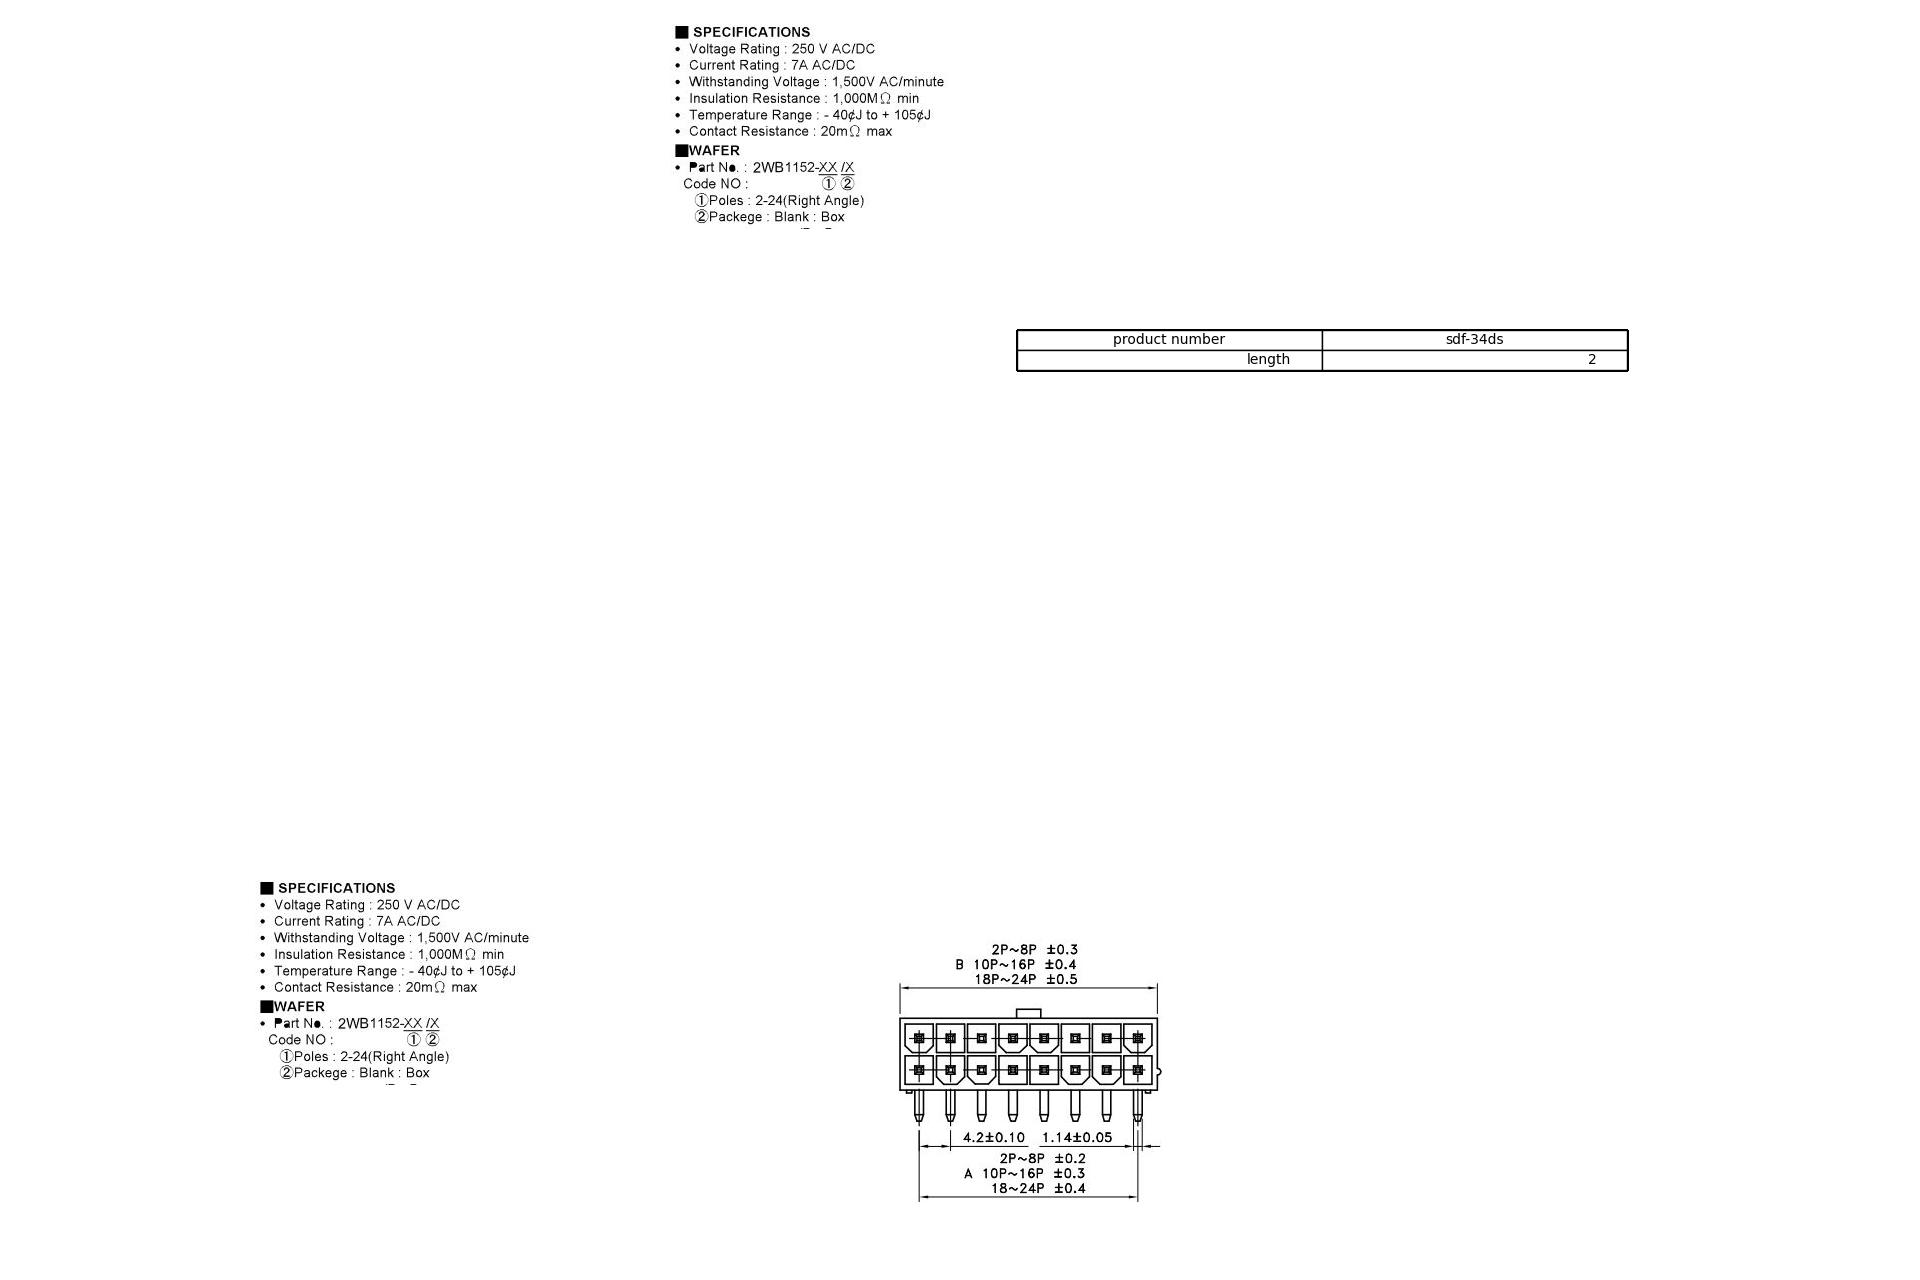 ■ SPECIFICATIONS
• Voltage Rating : 250 V AC/DC
• Current Rating : 7A AC/DC
• Withstanding Voltage : 1,500V AC/minute
• Insulation Resistance : 1,000MΩ min
• Temperature Range : - 40¢J to + 105¢J
• Contact Resistance : 20mΩ max
■WAFER
• Part No. : 2WB1152-XX /X
Code NO : ① ②
①Poles : 2-24(Right Angle)
②Packege : Blank : Box
product number sdf-34ds
length 2
■ SPECIFICATIONS
• Voltage Rating : 250 V AC/DC
• Current Rating : 7A AC/DC
• Withstanding Voltage : 1,500V AC/minute
• Insulation Resistance : 1,000MΩ min
• Temperature Range : - 40¢J to + 105¢J
• Contact Resistance : 20mΩ max
■WAFER
• Part No. : 2WB1152-XX /X
Code NO : ① ②
①Poles : 2-24(Right Angle)
②Packege : Blank : Box
2P~8P ±0.3
B 10P~16P ±0.4
18P~24P ±0.5
4.2±0.10 1.14±0.05
2P~8P ±0.2
A 10P~16P ±0.3
18~24P ±0.4